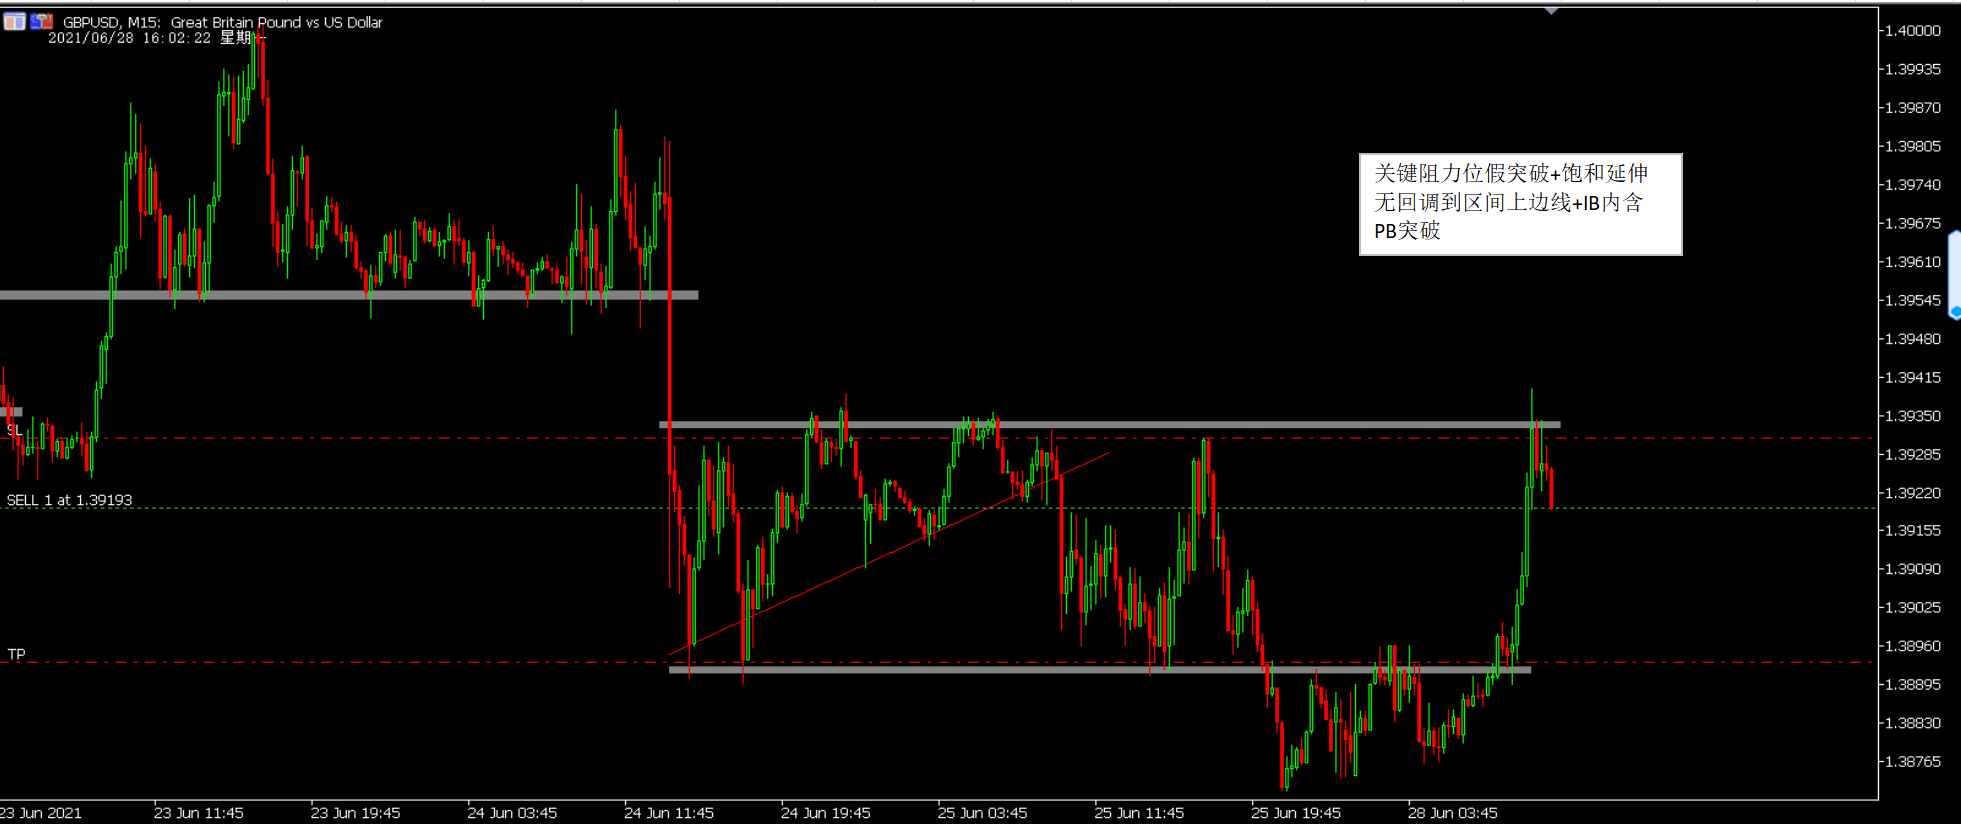 GBPUSD, M15: Great Britain Pound vs US Dollar
2021/06/28 16:02:22 星期一
1.40000
1.39935
1.39870
1.39805
1.39740
1.39675
1.39610
1.39545
1.39480
1.39415
1.39350
1.39285
1.39220
1.39155
1.39090
1.39025
1.38960
1.38895
1.38830
1.38765
关键阻力位假突破+饱和延伸
无回调到区间上边线+IB内含
PB突破
SL
SELL 1 at 1.39193
TP
23 Jun 2021
23 Jun 11:45
23 Jun 19:45
24 Jun 03:45
24 Jun 11:45
24 Jun 19:45
25 Jun 03:45
25 Jun 11:45
25 Jun 19:45
28 Jun 03:45